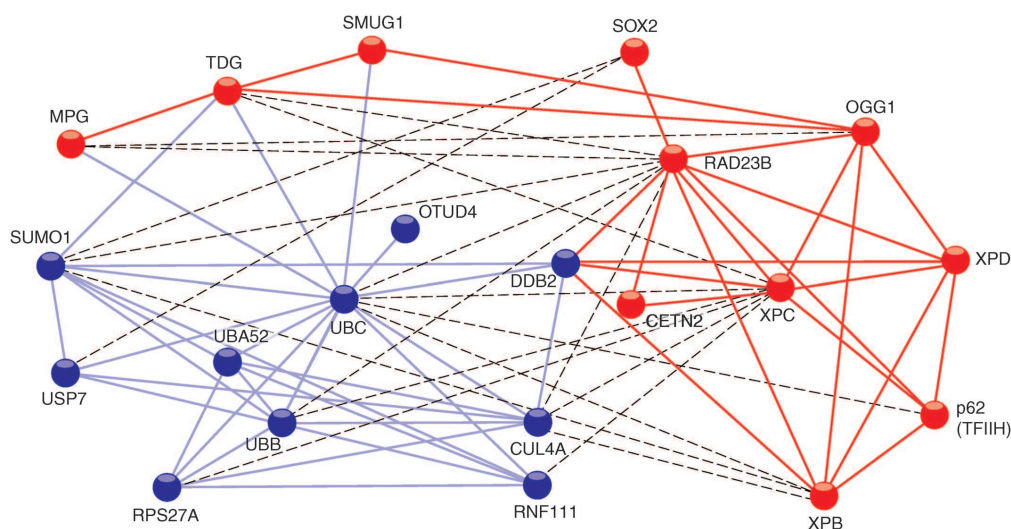 SMUG1
SOX2
TDG
OGG1
MPG
RAD23B
OTUD4
SUMO1
XPD
DDB2
UBC
CETN2
XPC
UBA52
USP7
p62
(TFIIH)
UBB
CUL4A
RPS27A
RNF111
XPB